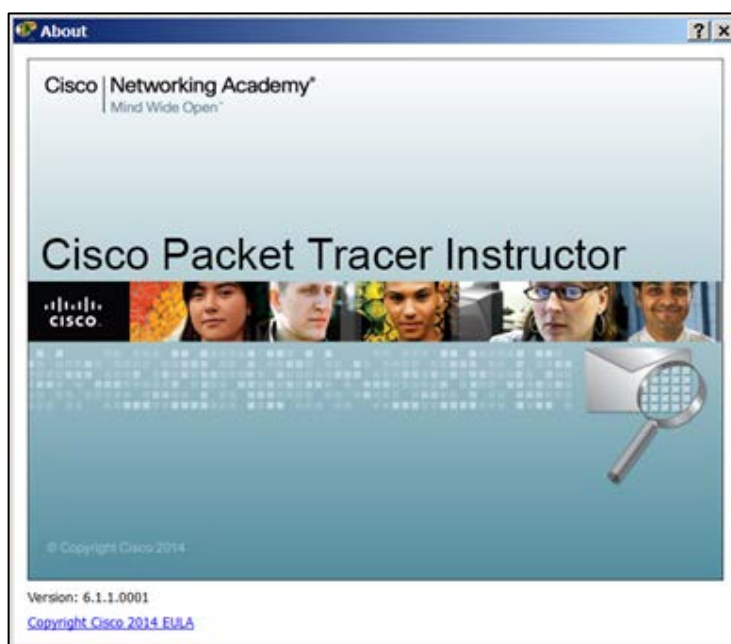 About
Cisco Networking Academy®
Mind Wide Open™
Cisco Packet Tracer Instructor
CISCO.
© Copyright Cisco 2014
Version: 6.1.1.0001
Copyright Cisco 2014 EULA